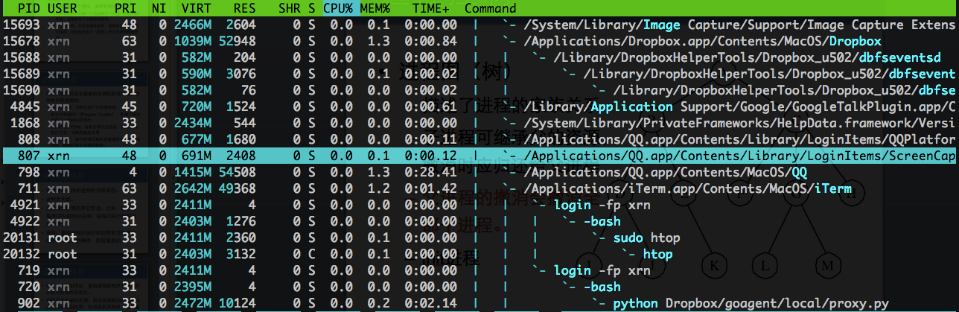 PID USER PRI NI VIRT RES SHR S CPU% MEM% TIME+ Command
15693 xrn 48 0 2466M 2604 0 S 0.0 0.1 0:00.00 | `- /System/Library/Image Capture/Support/Image Capture Extens
15678 xrn 63 0 1039M 52948 0 S 0.0 1.3 0:00.84 | `- /Applications/Dropbox.app/Contents/MacOS/Dropbox
15688 xrn 31 0 582M 204 0 S 0.0 0.0 0:00.00 | | `- /Library/DropboxHelperTools/Dropbox_u502/dbfseventsd
15689 xrn 31 0 590M 3076 0 S 0.0 0.1 0:00.00 | | `- /Library/DropboxHelperTools/Dropbox_u502/dbfsevent
15690 xrn 31 0 582M 76 0 S 0.0 0.0 0:00.02 | | `- /Library/DropboxHelperTools/Dropbox_u502/dbfse
4845 xrn 45 0 720M 1524 0 S 0.0 0.0 0:00.00 | `- /Library/Application Support/Google/GoogleTalkPlugin.app/C
1868 xrn 33 0 2434M 544 0 S 0.0 0.0 0:00.00 | `- /System/Library/PrivateFrameworks/HelpData.framework/Versi
808 xrn 48 0 677M 1680 0 S 0.0 0.0 0:00.11 | `- /Applications/QQ.app/Contents/Library/LoginItems/QQPlatfor
807 xrn 48 0 691M 2408 0 S 0.0 0.1 0:00.12 | `- /Applications/QQ.app/Contents/Library/LoginItems/ScreenCap
798 xrn 4 0 1415M 54508 0 S 0.0 1.3 0:28.41 | `- /Applications/QQ.app/Contents/MacOS/QQ
711 xrn 63 0 2642M 49368 0 S 0.0 1.2 0:01.42 | `- /Applications/iTerm.app/Contents/MacOS/iTerm
4921 xrn 33 0 2411M 4 0 S 0.0 0.0 0:00.00 | | `- login -fp xrn
4922 xrn 31 0 2403M 1276 0 S 0.0 0.0 0:00.00 | | | `- -bash
20131 root 33 0 2411M 2360 0 S 0.0 0.1 0:00.00 | | | `- sudo htop
20132 root 31 0 2403M 3132 0 C 0.0 0.1 0:00.00 | | | `- htop
719 xrn 33 0 2411M 4 0 S 0.0 0.0 0:00.00 | `- login -fp xrn
720 xrn 31 0 2395M 4 0 S 0.0 0.0 0:00.00 | `- -bash
902 xrn 33 0 2472M 10124 0 S 0.0 0.2 0:02.14 | `- python Dropbox/goagent/local/proxy.py